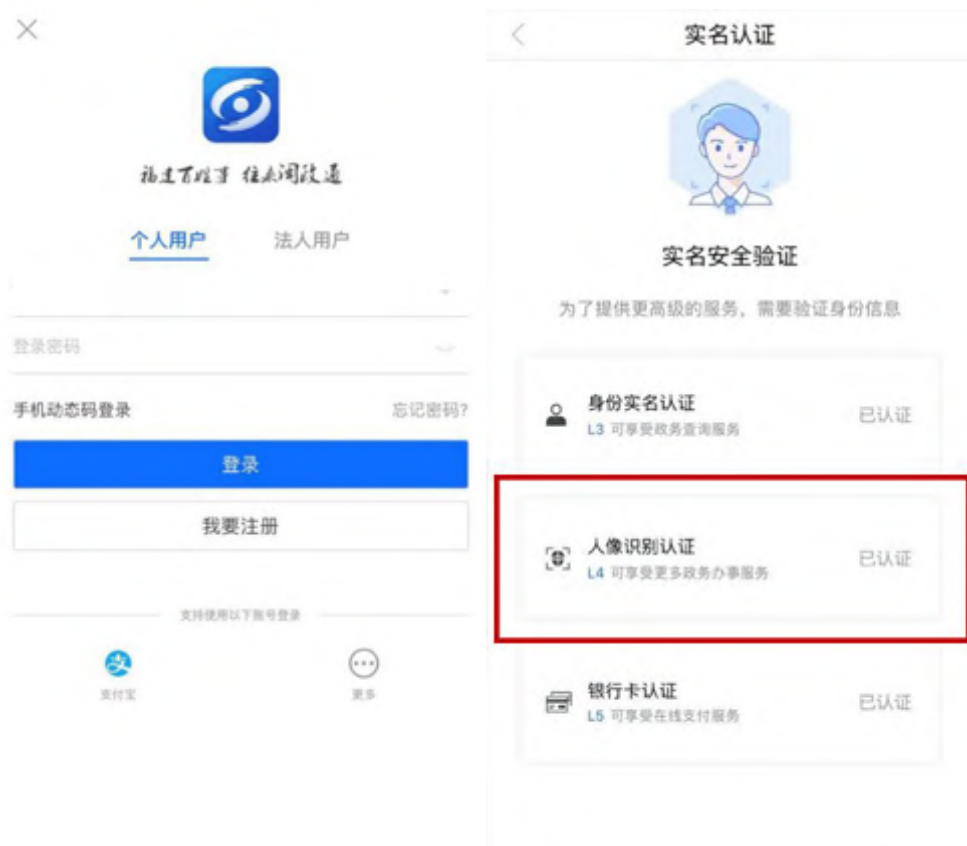 福建百姓事 往来闽政通
个人用户
法人用户
登录密码
手机动态码登录
忘记密码?
登录
我要注册
支持使用以下账号登录
支付宝
更多
实名认证
实名安全验证
为了提供更高级的服务，需要验证身份信息
身份实名认证
L3 可享受政务查询服务
已认证
人像识别认证
L4 可享受更多政务办事服务
已认证
银行卡认证
L5 可享受在线支付服务
已认证